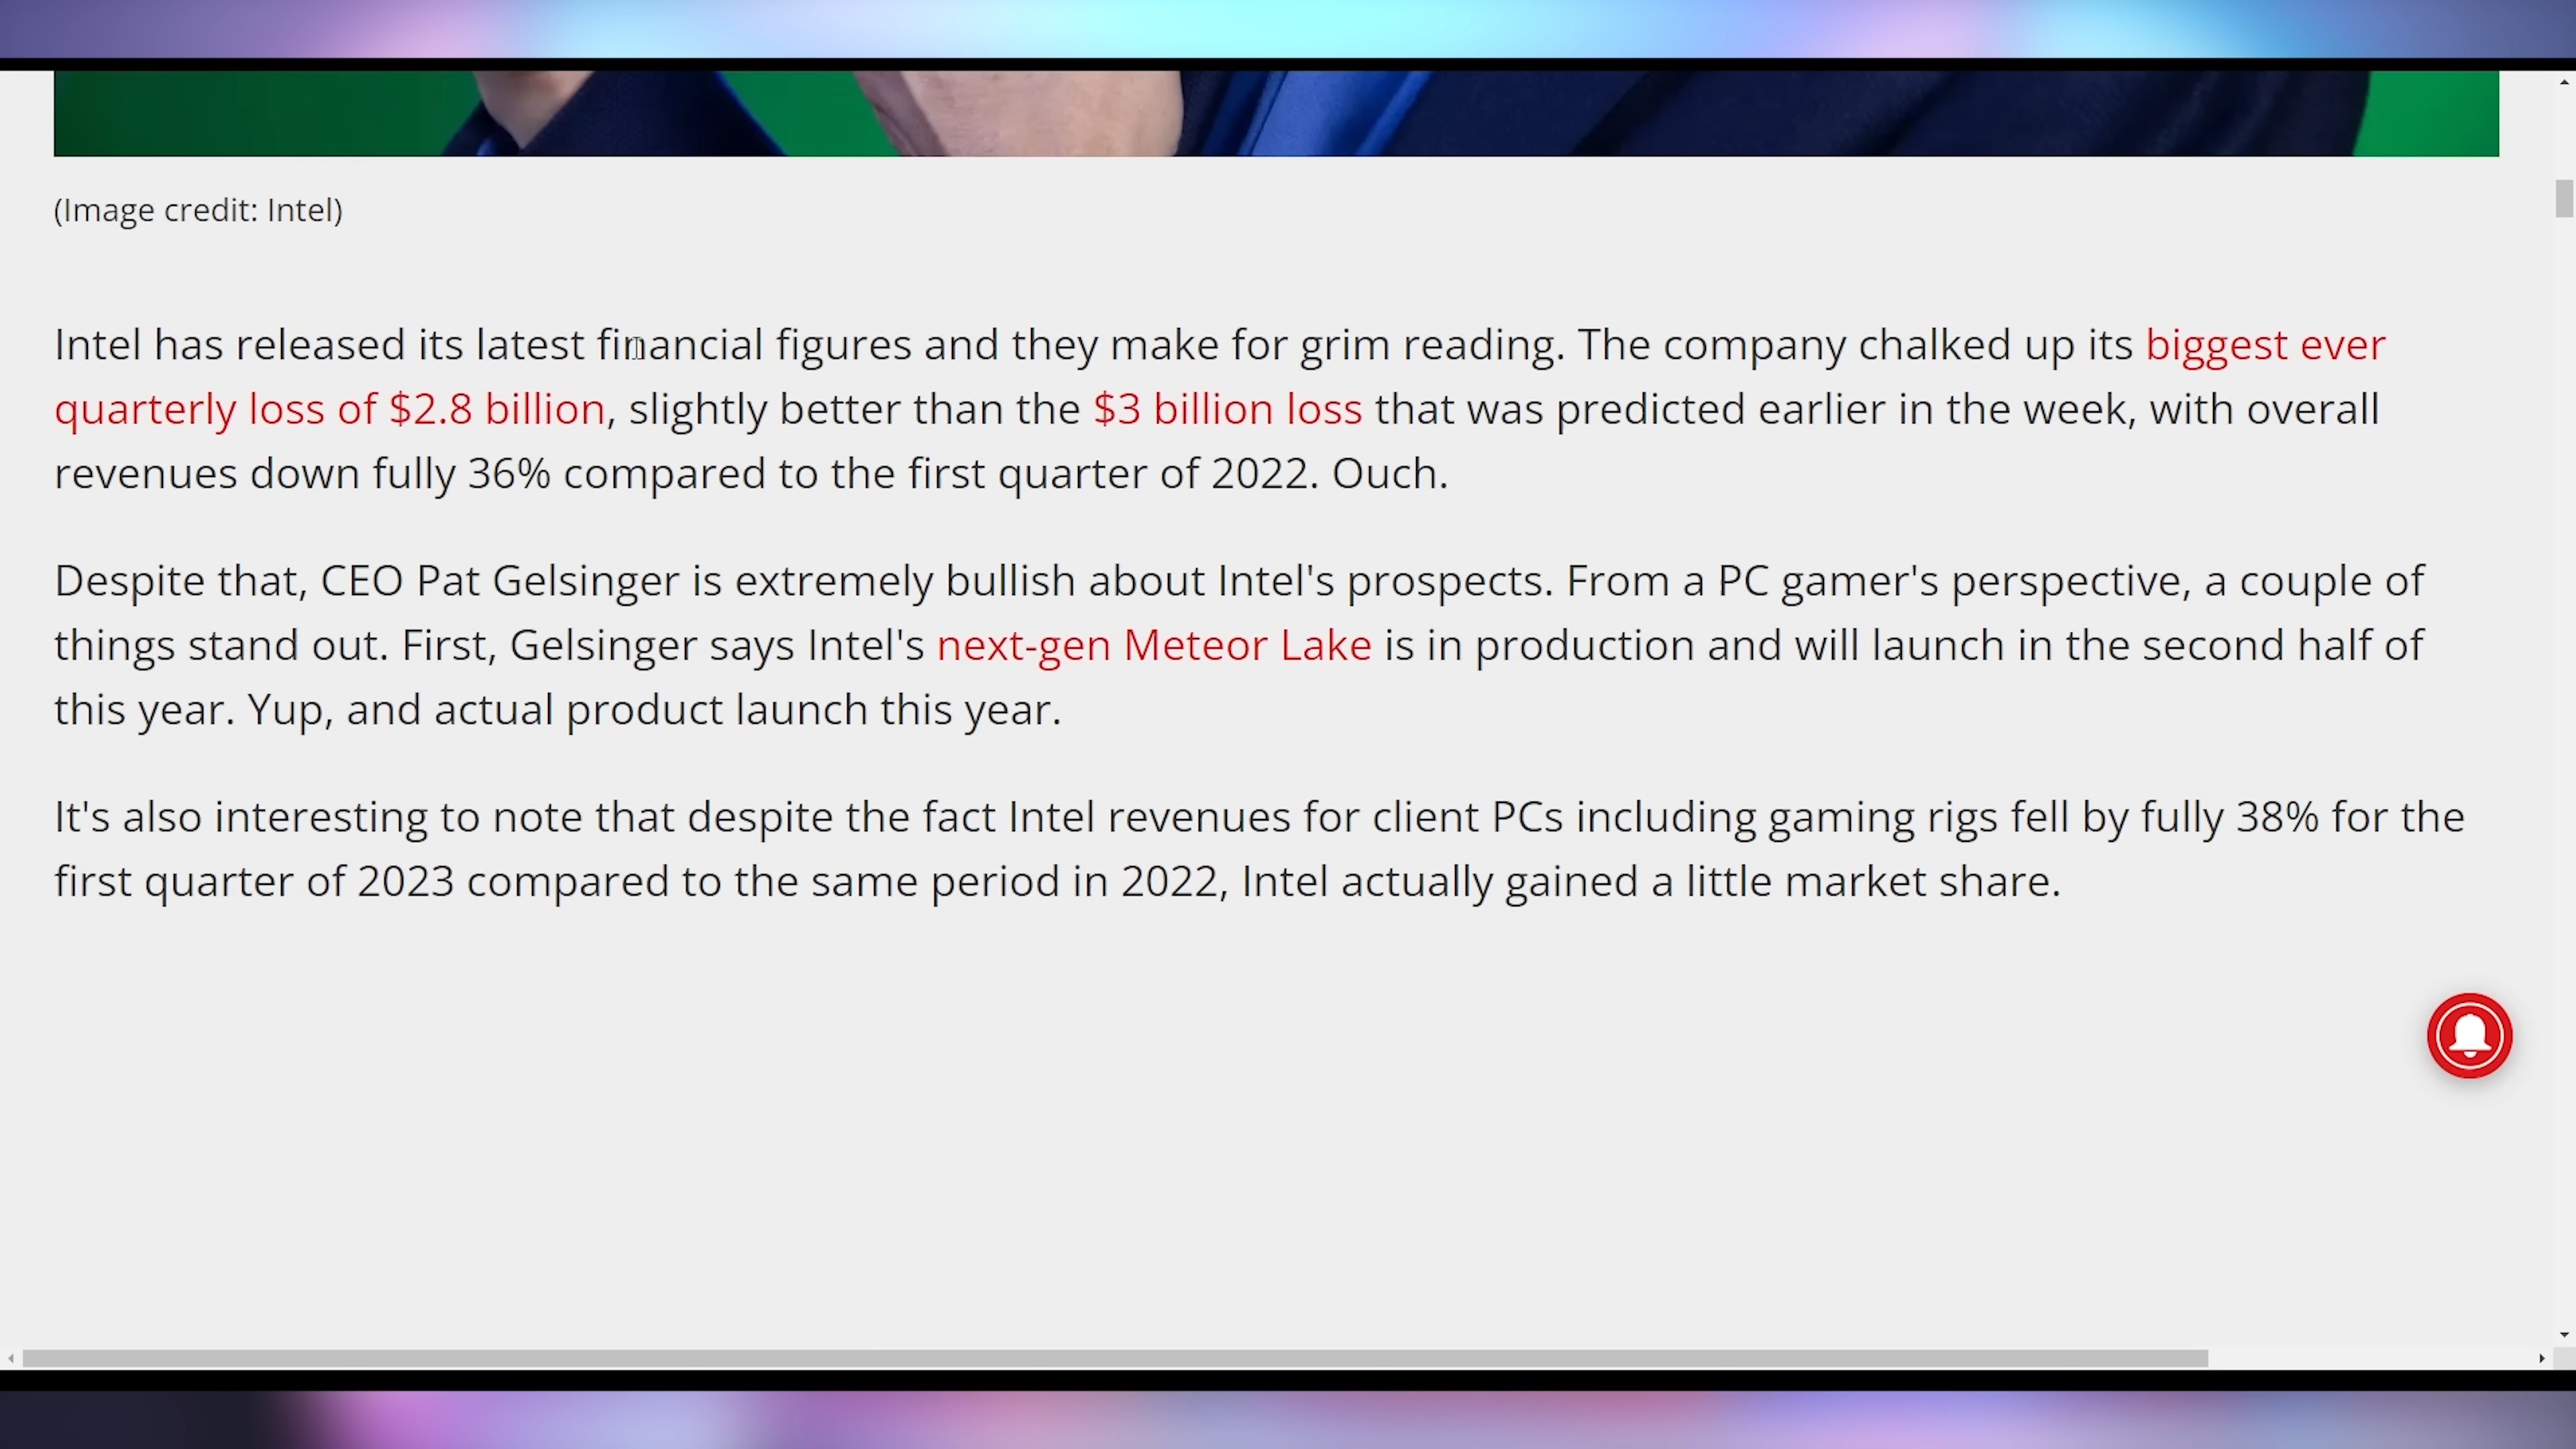 (Image credit: Intel)
Intel has released its latest financial figures and they make for grim reading. The company chalked up its biggest ever
quarterly loss of $2.8 billion, slightly better than the $3 billion loss that was predicted earlier in the week, with overall
revenues down fully 36% compared to the first quarter of 2022. Ouch.
Despite that, CEO Pat Gelsinger is extremely bullish about Intel's prospects. From a PC gamer's perspective, a couple of
things stand out. First, Gelsinger says Intel's next-gen Meteor Lake is in production and will launch in the second half of
this year. Yup, and actual product launch this year.
It's also interesting to note that despite the fact Intel revenues for client PCs including gaming rigs fell by fully 38% for the
first quarter of 2023 compared to the same period in 2022, Intel actually gained a little market share.